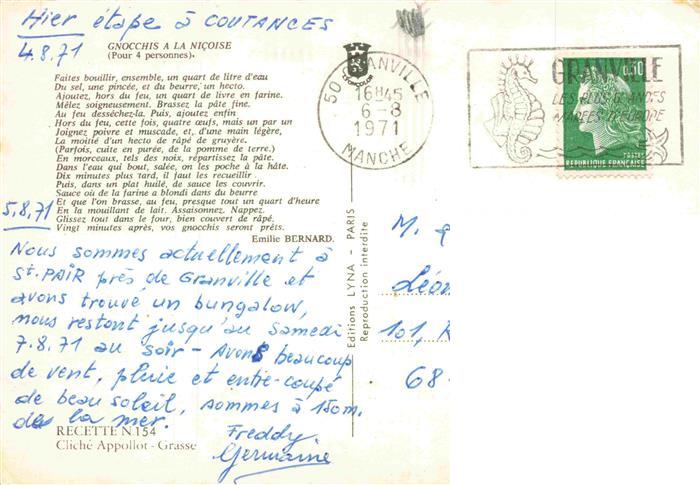 Hier étape à COUTANCES
4.8.71
GNOCCHIS A LA NIÇOISE
(Pour 4 personnes).
Faites bouillir, ensemble, un quart de litre d'eau
Du sel, une pincée, et du beurre, un hecto.
Ajoutez, hors du feu, un quart de livre en farine.
Mêlez soigneusement. Brassez la pâte fine.
Au feu desséchez-la. Puis, ajoutez enfin
Hors du feu, cette fois, quatre œufs, mais un par un
Joignez poivre et muscade, et, d'une main légère,
La moitié d'un hecto de râpé de gruyère.
(Parfois, cuite en purée, de la pomme de terre).
En morceaux, tels des noix, répartissez la pâte.
Dans l'eau qui bout, salée, on les poche à la hâte.
Dix minutes plus tard, il faut les recueillir.
Puis, dans un plat huilé, de sauce les couvrir.
Sauce où de la farine a blondi dans du beurre
Et que l'on brasse, au feu, presque tout un quart d'heure
En la mouillant de lait. Assaisonnez. Nappez.
Glissez tout dans le four, bien couvert de râpé.
Vingt minutes après, vos gnocchis seront prêts.
Emilie BERNARD.
5.8.71
Nous sommes actuellement à
St. PAIR près de Granville et
avons trouvé un bungalow,
nous restont jusqu'au Samedi
7.8.71 au soir - Avons beaucoup
de vent, pluie et entre-coupé
de beau soleil, sommes à 150m.
de la mer.
Freddy
Germaine
RECETTE N.154
Cliché Appollot - Grasse
LYNACOLOR
Editions LYNA - PARIS
Reproduction interdite
50 GRANVILLE
16H45
6-8
1971
MANCHE
GRANVILLE
LES PLUS GRANDES
MARÉES D'EUROPE
0,30
POSTES
REPUBLIQUE FRANÇAISE
M.
Léon
101,
68-